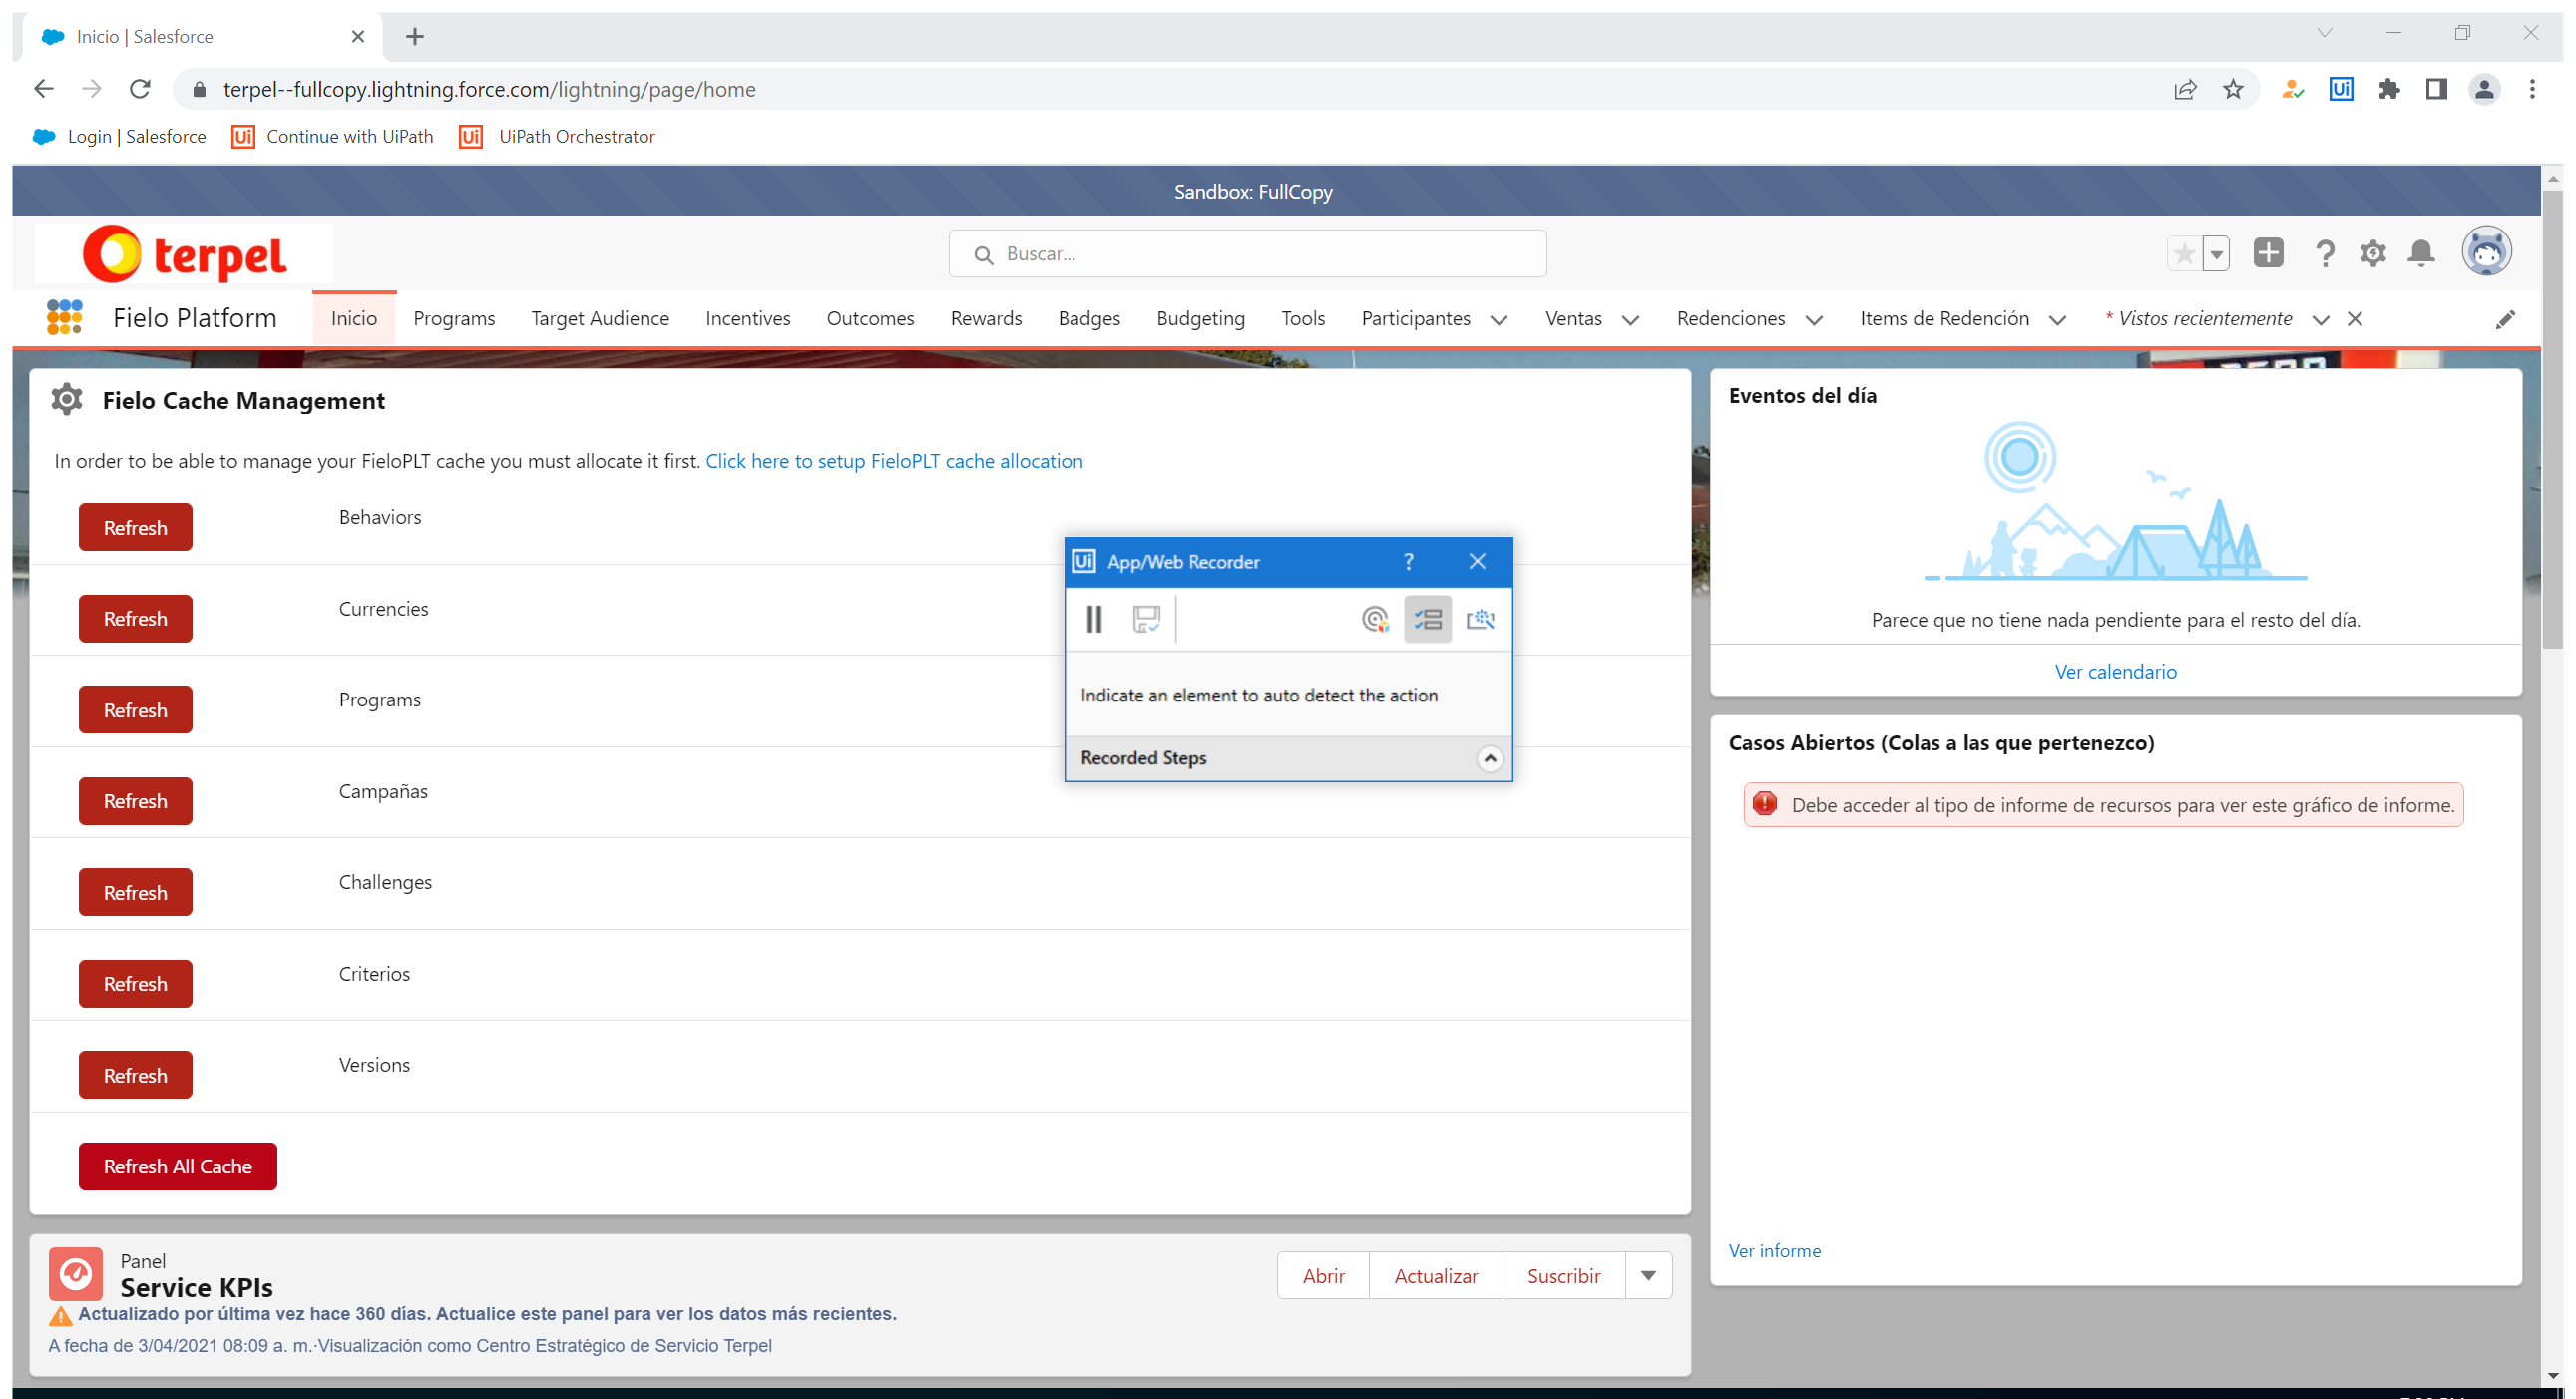 Inicio | Salesforce
terpel--fullcopy.lightning.force.com/lightning/page/home
Login | Salesforce Ui Continue with UiPath Ui UiPath Orchestrator
Sandbox: FullCopy
terpel
Buscar...
Fielo Platform Inicio Programs Target Audience Incentives Outcomes Rewards Badges Budgeting Tools Participantes Ventas Redenciones Items de Redención * Vistos recientemente
Fielo Cache Management
In order to be able to manage your FieloPLT cache you must allocate it first. Click here to setup FieloPLT cache allocation
Refresh Behaviors
Refresh Currencies
Refresh Programs
Refresh Campañas
Refresh Challenges
Refresh Criterios
Refresh Versions
Refresh All Cache
Ui App/Web Recorder ?
Indicate an element to auto detect the action
Recorded Steps
Eventos del día
Parece que no tiene nada pendiente para el resto del día.
Ver calendario
Casos Abiertos (Colas a las que pertenezco)
Debe acceder al tipo de informe de recursos para ver este gráfico de informe.
Ver informe
Panel
Service KPIs
Abrir Actualizar Suscribir
Actualizado por última vez hace 360 días. Actualice este panel para ver los datos más recientes.
A fecha de 3/04/2021 08:09 a. m.·Visualización como Centro Estratégico de Servicio Terpel